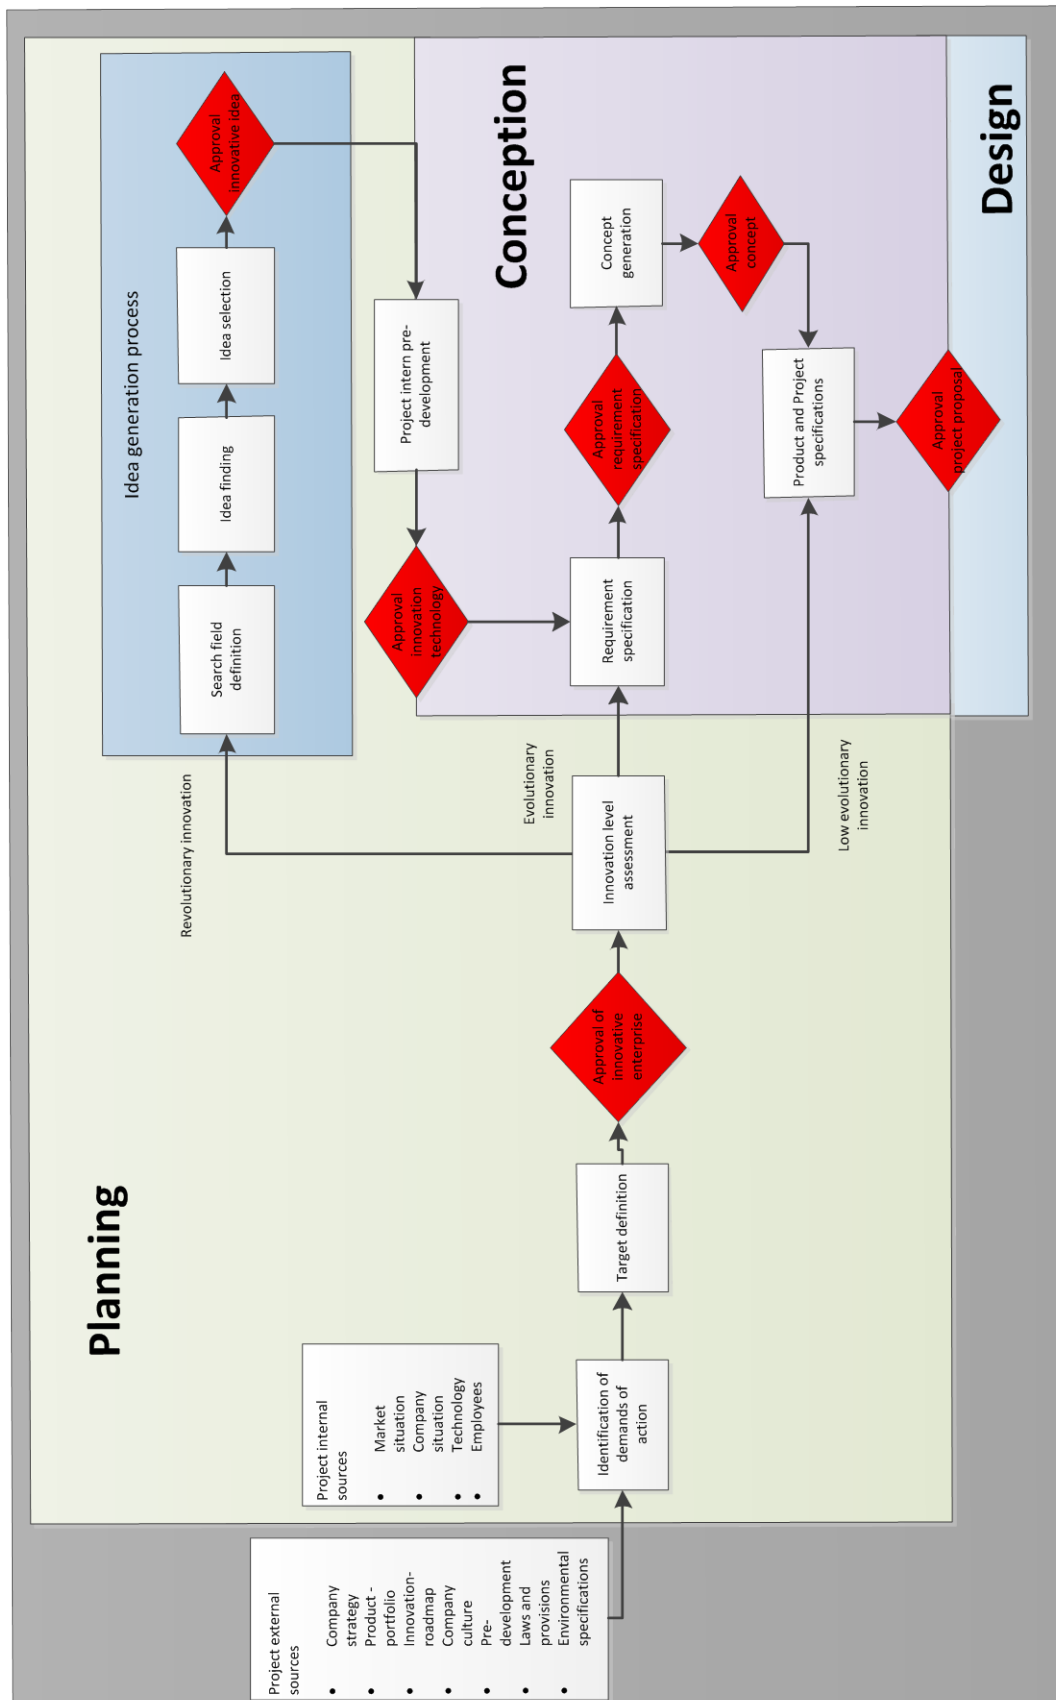 Planning
Conception
Design
Idea generation process
Project external
sources
• Company
strategy
• Product -
portfolio
• Innovation-
roadmap
• Company
culture
• Pre-
development
• Laws and
provisions
• Environmental
specifications
Project internal
sources
• Market
situation
• Company
situation
• Technology
• Employees
Identification of
demands of
action
Target definition
Approval of
innovative
enterprise
Innovation level
assessment
Revolutionary innovation
Evolutionary
innovation
Low evolutionary
innovation
Search field
definition
Idea finding
Idea selection
Approval
innovative idea
Project intern pre-
development
Approval
innovation
technology
Requirement
specification
Approval
requirement
specification
Concept
generation
Approval
concept
Product and Project
specifications
Approval
project proposal